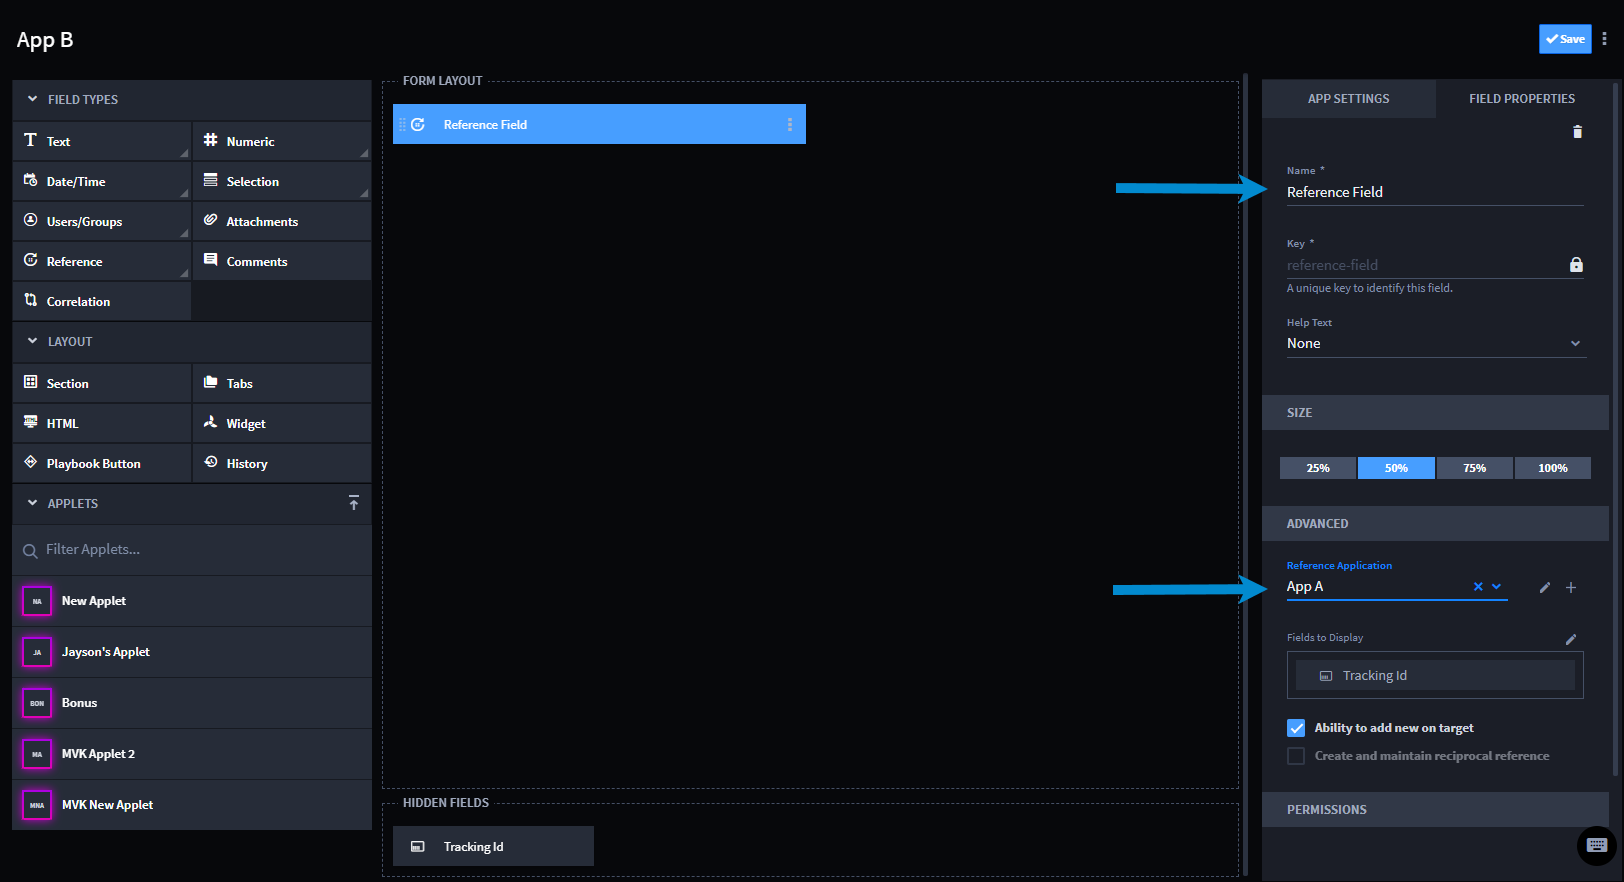 App B
Save
FIELD TYPES
Text
Numeric
Date/Time
Selection
Users/Groups
Attachments
Reference
Comments
Correlation
LAYOUT
Section
Tabs
HTML
Widget
Playbook Button
History
APPLETS
Filter Applets...
NA
New Applet
JA
Jayson's Applet
BON
Bonus
MA
MVK Applet 2
MNA
MVK New Applet
FORM LAYOUT
Reference Field
HIDDEN FIELDS
Tracking Id
APP SETTINGS
FIELD PROPERTIES
Name *
Reference Field
Key *
reference-field
A unique key to identify this field.
Help Text
None
SIZE
25%
50%
75%
100%
ADVANCED
Reference Application
App A
Fields to Display
Tracking Id
Ability to add new on target
Create and maintain reciprocal reference
PERMISSIONS